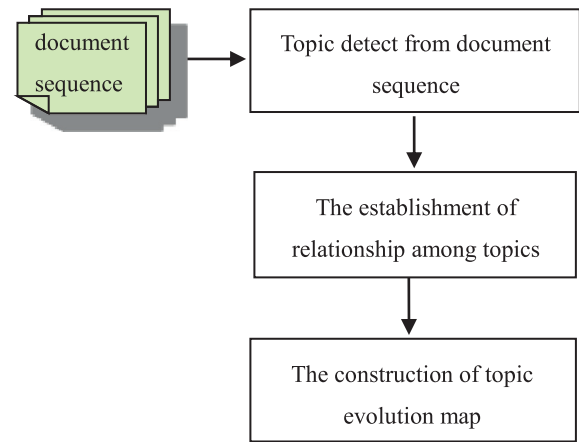 document
sequence
Topic detect from document
sequence
The establishment of
relationship among topics
The construction of topic
evolution map